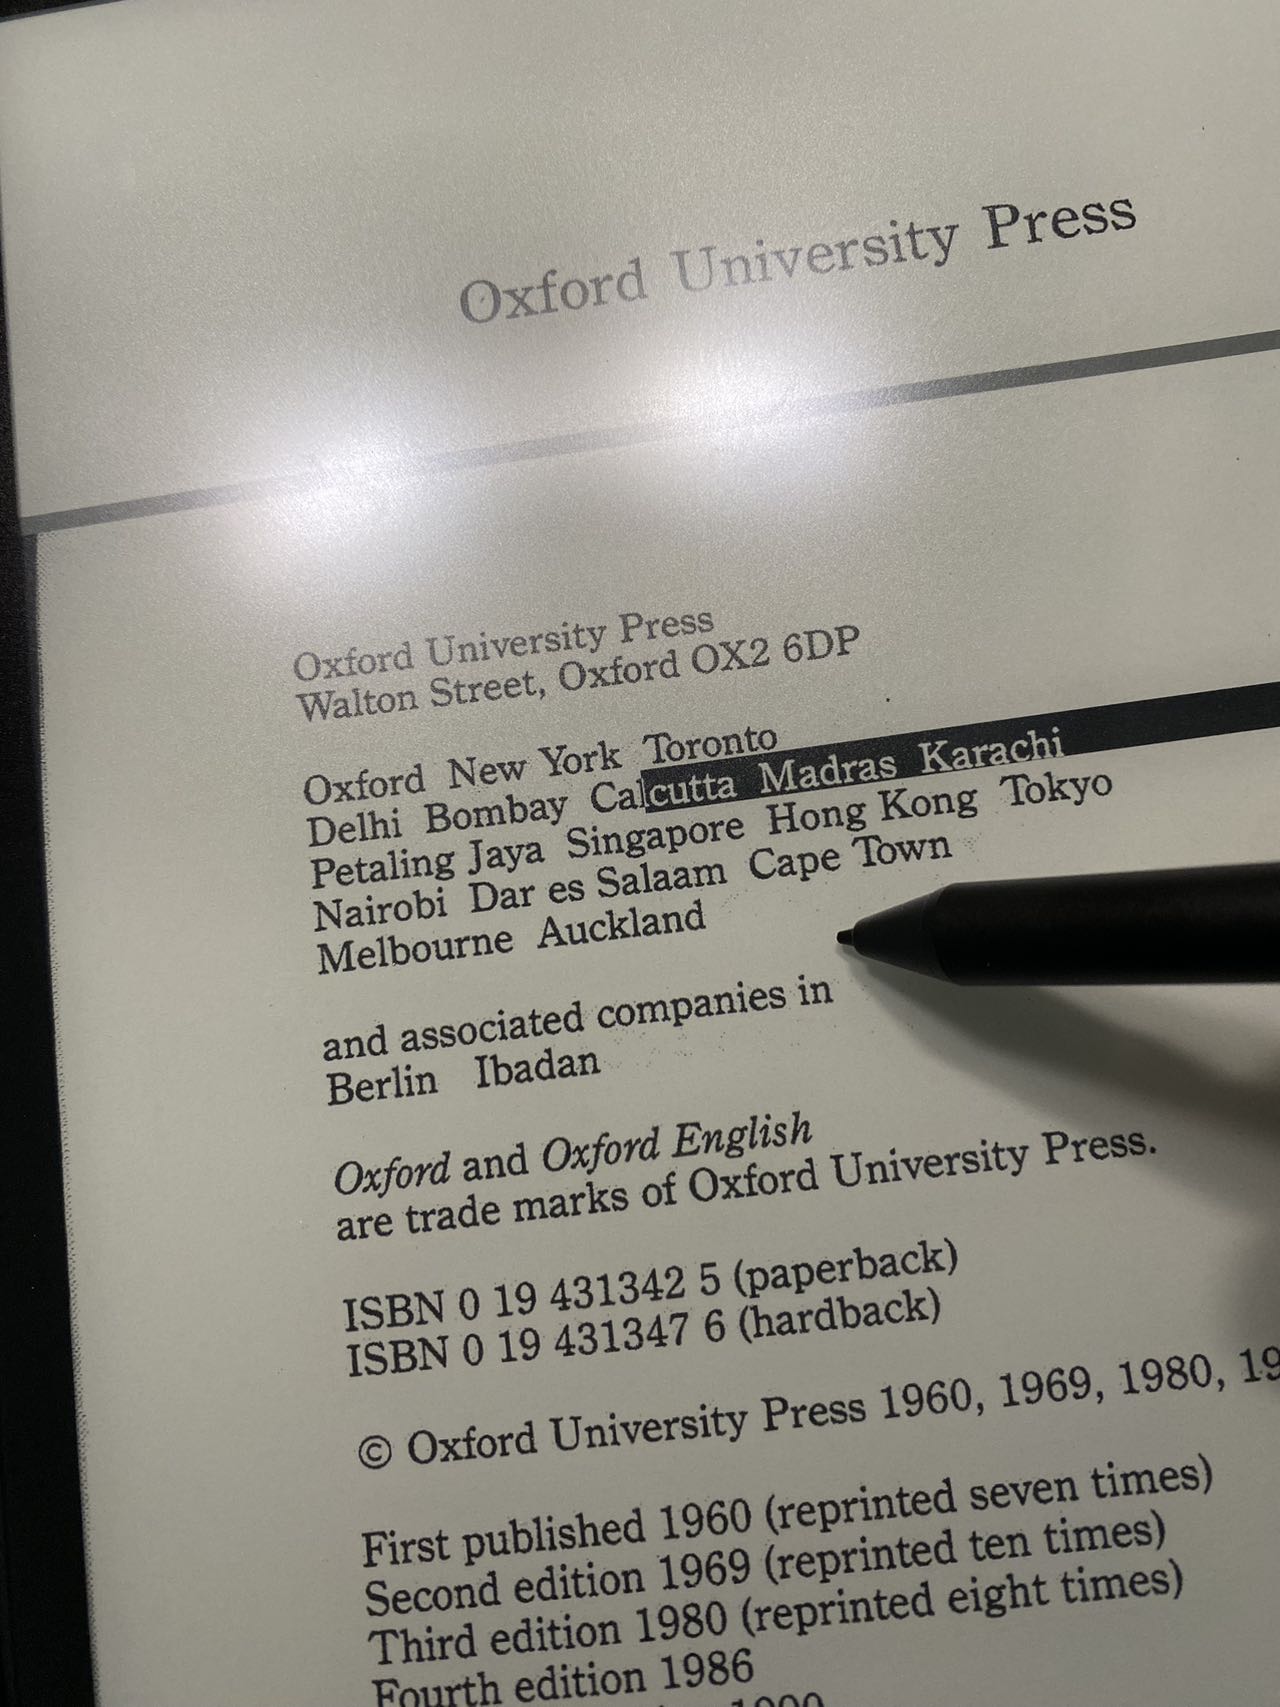 Oxford University Press
Oxford University Press
Walton Street, Oxford OX2 6DP
Oxford New York Toronto
Delhi Bombay Calcutta Madras Karachi
Petaling Jaya Singapore Hong Kong Tokyo
Nairobi Dar es Salaam Cape Town
Melbourne Auckland
and associated companies in
Berlin Ibadan
Oxford and Oxford English
are trade marks of Oxford University Press.
ISBN 0 19 431342 5 (paperback)
ISBN 0 19 431347 6 (hardback)
© Oxford University Press 1960, 1969, 1980, 19
First published 1960 (reprinted seven times)
Second edition 1969 (reprinted ten times)
Third edition 1980 (reprinted eight times)
Fourth edition 1986